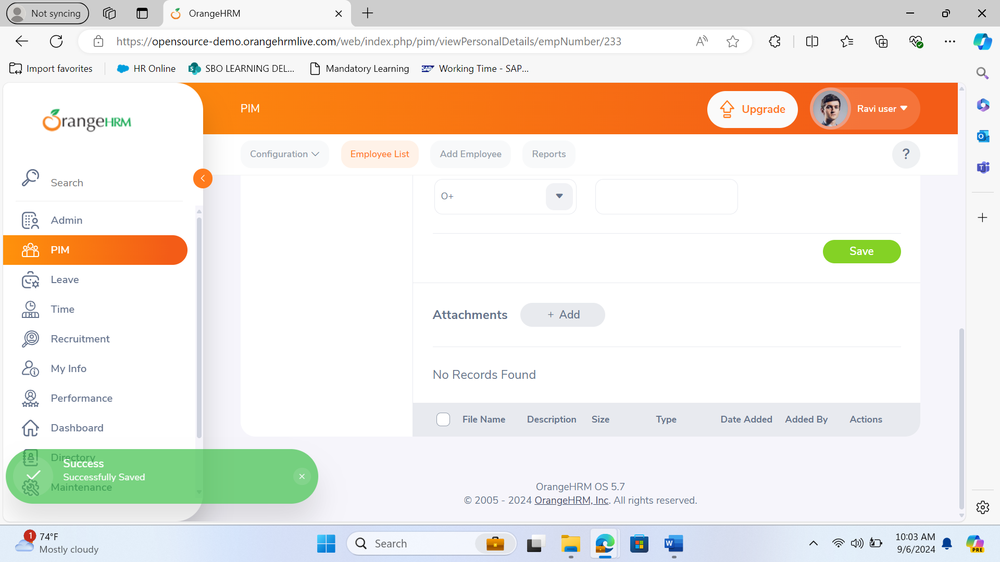 Not syncing
OrangeHRM
https://opensource-demo.orangehrmlive.com/web/index.php/pim/viewPersonalDetails/empNumber/233
Import favorites
HR Online
SBO LEARNING DEL...
Mandatory Learning
SAP
Working Time - SAP...
OrangeHRM
PIM
Upgrade
Ravi user
Configuration
Employee List
Add Employee
Reports
?
Search
Admin
PIM
Leave
Time
Recruitment
My Info
Performance
Dashboard
Directory
Maintenance
Success
Successfully Saved
O+
Save
Attachments
+ Add
No Records Found
File Name Description Size Type Date Added Added By Actions
OrangeHRM OS 5.7
© 2005 - 2024 OrangeHRM, Inc. All rights reserved.
1
74°F
Mostly cloudy
Search
10:03 AM
9/6/2024
PRE